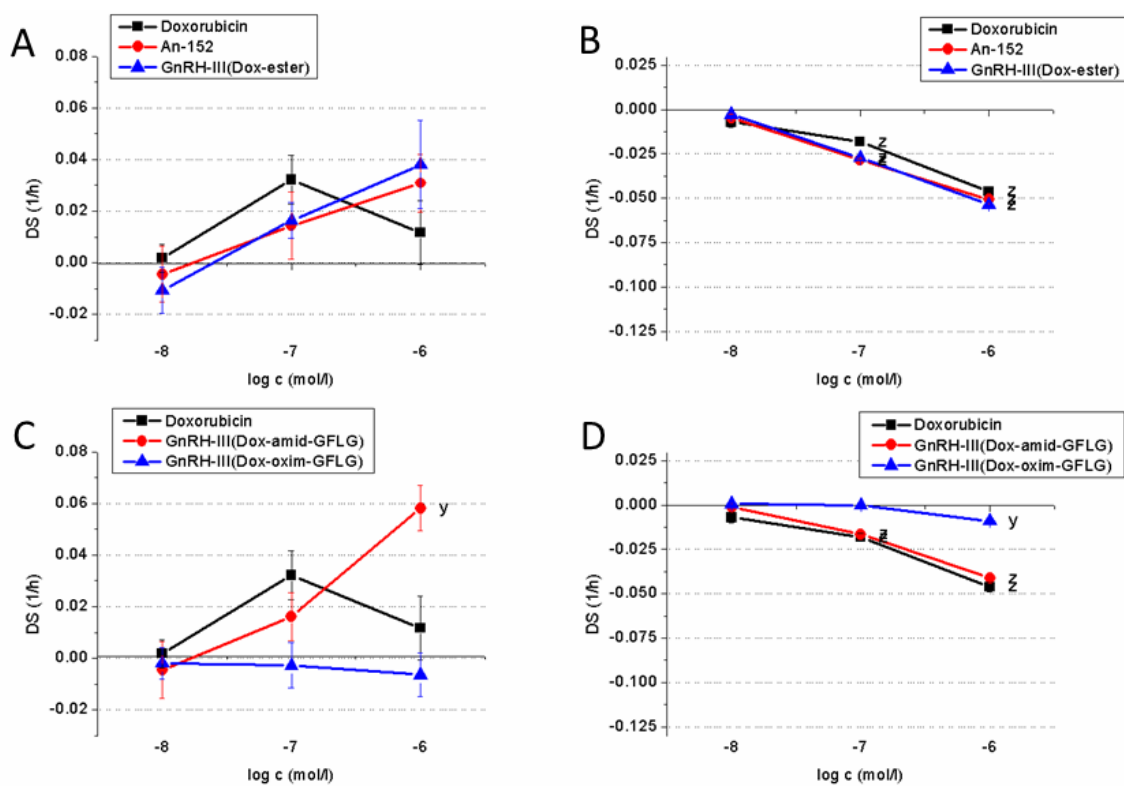 A
Doxorubicin
An-152
GnRH-III(Dox-ester)
0.08
0.06
0.04
0.02
0.00
-0.02
DS (1/h)
-8
-7
-6
log c (mol/l)
B
Doxorubicin
An-152
GnRH-III(Dox-ester)
0.025
0.000
-0.025
-0.050
-0.075
-0.100
-0.125
DS (1/h)
z
z
z
z
z
z
-8
-7
-6
log c (mol/l)
C
Doxorubicin
GnRH-III(Dox-amid-GFLG)
GnRH-III(Dox-oxim-GFLG)
0.08
0.06
0.04
0.02
0.00
-0.02
DS (1/h)
y
-8
-7
-6
log c (mol/l)
D
Doxorubicin
GnRH-III(Dox-amid-GFLG)
GnRH-III(Dox-oxim-GFLG)
0.025
0.000
-0.025
-0.050
-0.075
-0.100
-0.125
DS (1/h)
z
z
y
z
z
-8
-7
-6
log c (mol/l)